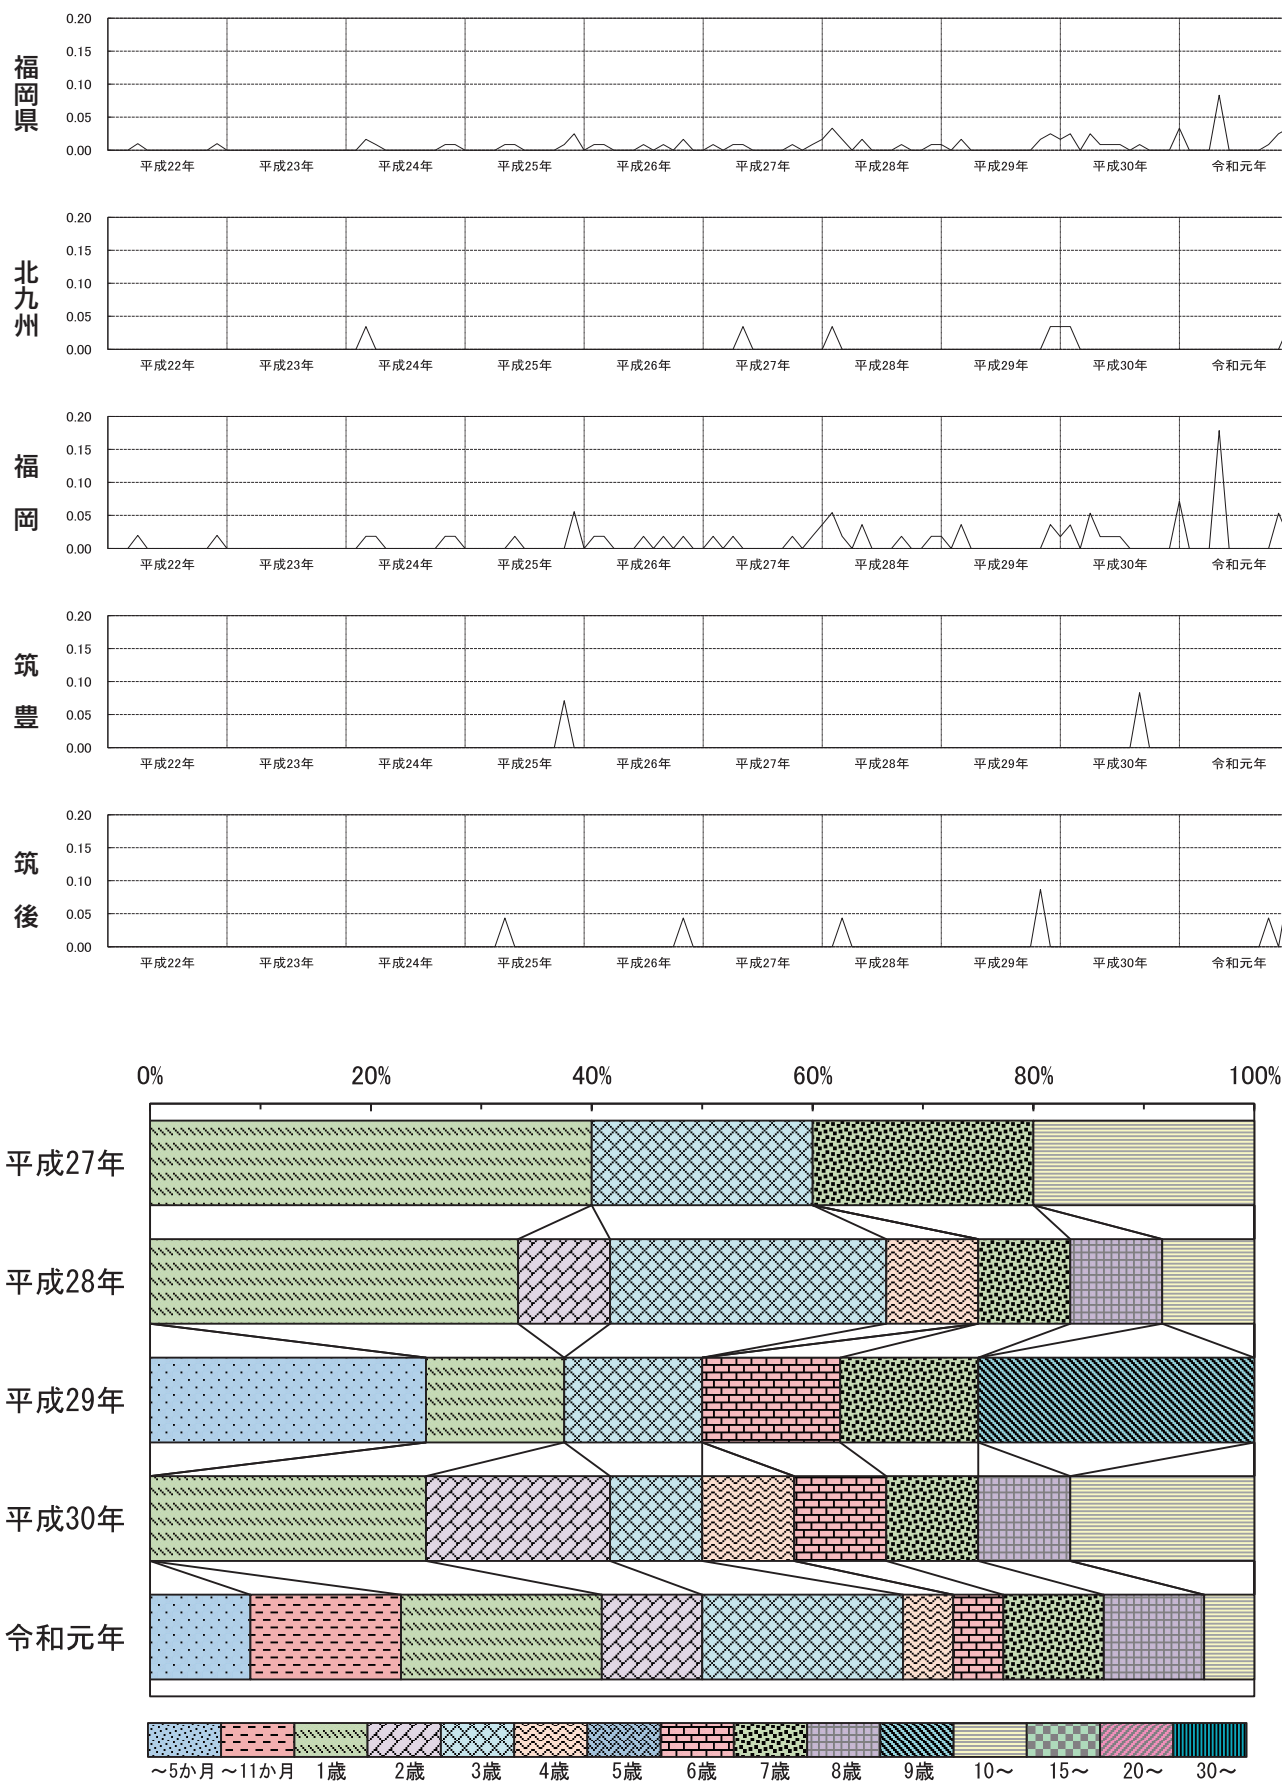 福岡県
0.20
0.15
0.10
0.05
0.00
平成22年 平成23年 平成24年 平成25年 平成26年 平成27年 平成28年 平成29年 平成30年 令和元年
北九州
0.20
0.15
0.10
0.05
0.00
平成22年 平成23年 平成24年 平成25年 平成26年 平成27年 平成28年 平成29年 平成30年 令和元年
福岡
0.20
0.15
0.10
0.05
0.00
平成22年 平成23年 平成24年 平成25年 平成26年 平成27年 平成28年 平成29年 平成30年 令和元年
筑豊
0.20
0.15
0.10
0.05
0.00
平成22年 平成23年 平成24年 平成25年 平成26年 平成27年 平成28年 平成29年 平成30年 令和元年
筑後
0.20
0.15
0.10
0.05
0.00
平成22年 平成23年 平成24年 平成25年 平成26年 平成27年 平成28年 平成29年 平成30年 令和元年
0% 20% 40% 60% 80% 100%
平成27年
平成28年
平成29年
平成30年
令和元年
～5か月 ～11か月 1歳 2歳 3歳 4歳 5歳 6歳 7歳 8歳 9歳 10～ 15～ 20～ 30～